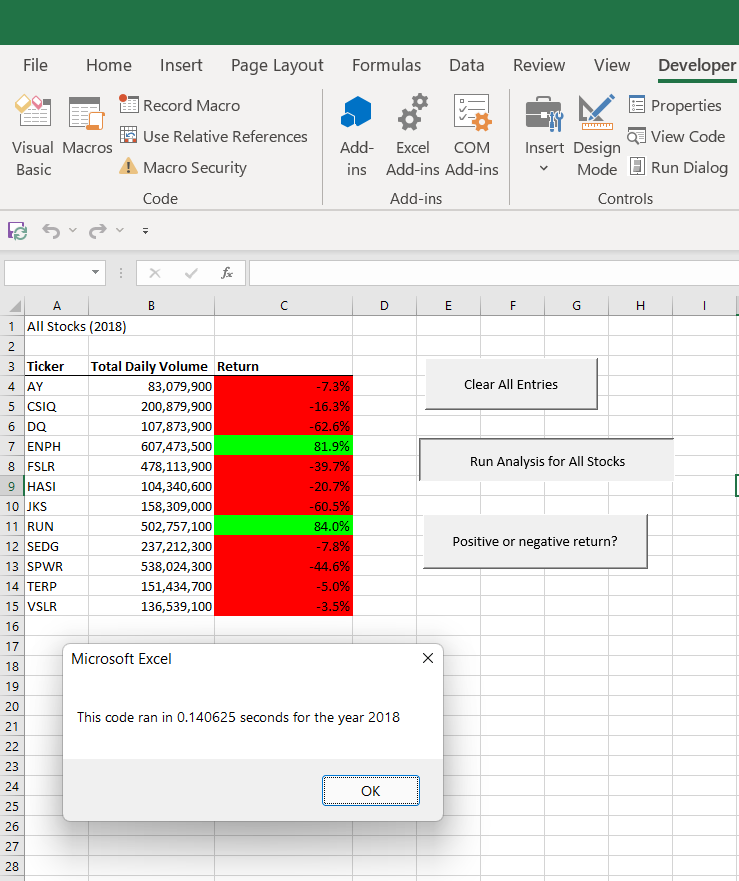 File Home Insert Page Layout Formulas Data Review View Developer
Visual Basic
Macros
Record Macro
Use Relative References
Macro Security
Code
Add-ins
Excel Add-ins
COM Add-ins
Add-ins
Insert
Design Mode
Properties
View Code
Run Dialog
Controls
fx
A B C D E F G H I
1 All Stocks (2018)
2
3 Ticker Total Daily Volume Return
4 AY 83,079,900 -7.3%
5 CSIQ 200,879,900 -16.3%
6 DQ 107,873,900 -62.6%
7 ENPH 607,473,500 81.9%
8 FSLR 478,113,900 -39.7%
9 HASI 104,340,600 -20.7%
10 JKS 158,309,000 -60.5%
11 RUN 502,757,100 84.0%
12 SEDG 237,212,300 -7.8%
13 SPWR 538,024,300 -44.6%
14 TERP 151,434,700 -5.0%
15 VSLR 136,539,100 -3.5%
Clear All Entries
Run Analysis for All Stocks
Positive or negative return?
16
17
18
19
20
21
22
23
24
25
26
27
28
Microsoft Excel
This code ran in 0.140625 seconds for the year 2018
OK